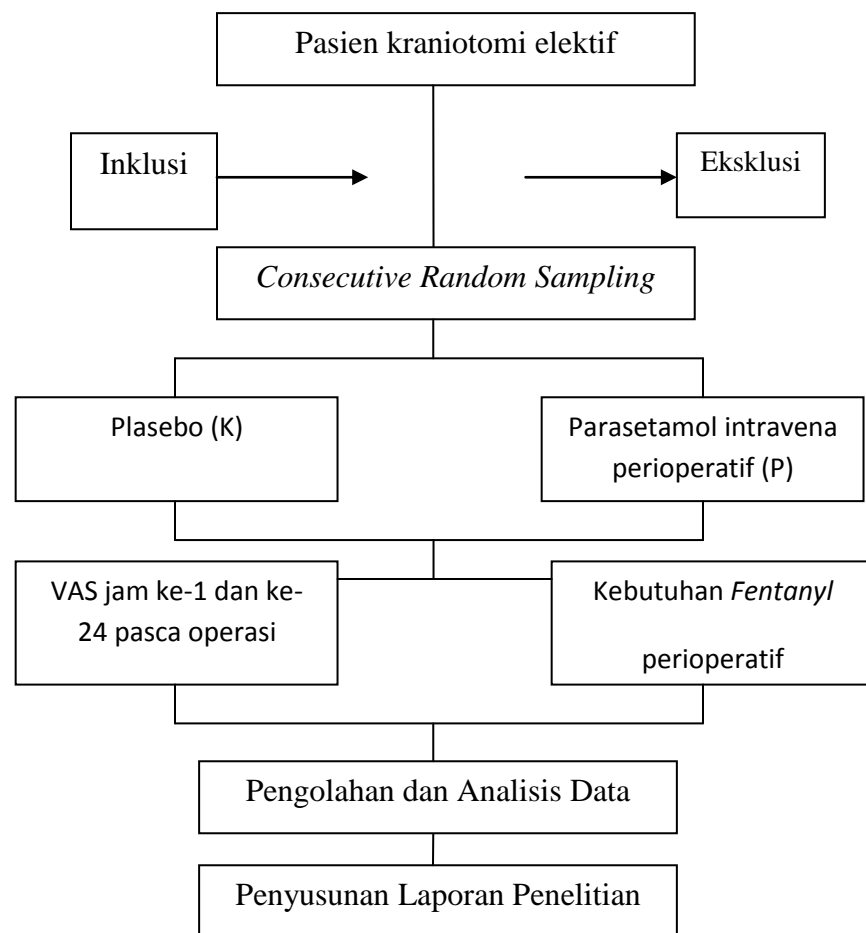 Pasien kraniotomi elektif
Inklusi
Eksklusi
Consecutive Random Sampling
Plasebo (K)
Parasetamol intravena
perioperatif (P)
VAS jam ke-1 dan ke-
24 pasca operasi
Kebutuhan Fentanyl
perioperatif
Pengolahan dan Analisis Data
Penyusunan Laporan Penelitian